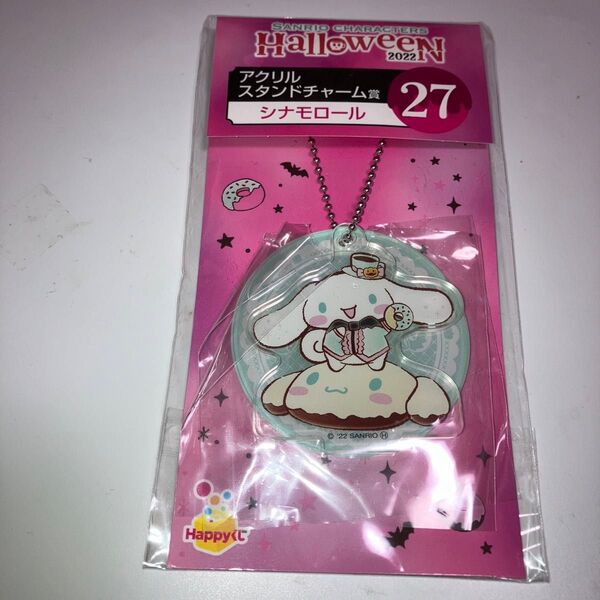 SANRIO CHARACTERS
HalloweeN
2022
アクリル
スタンドチャーム賞
シナモロール
27
© '22 SANRIO Ⓗ
Happyくじ